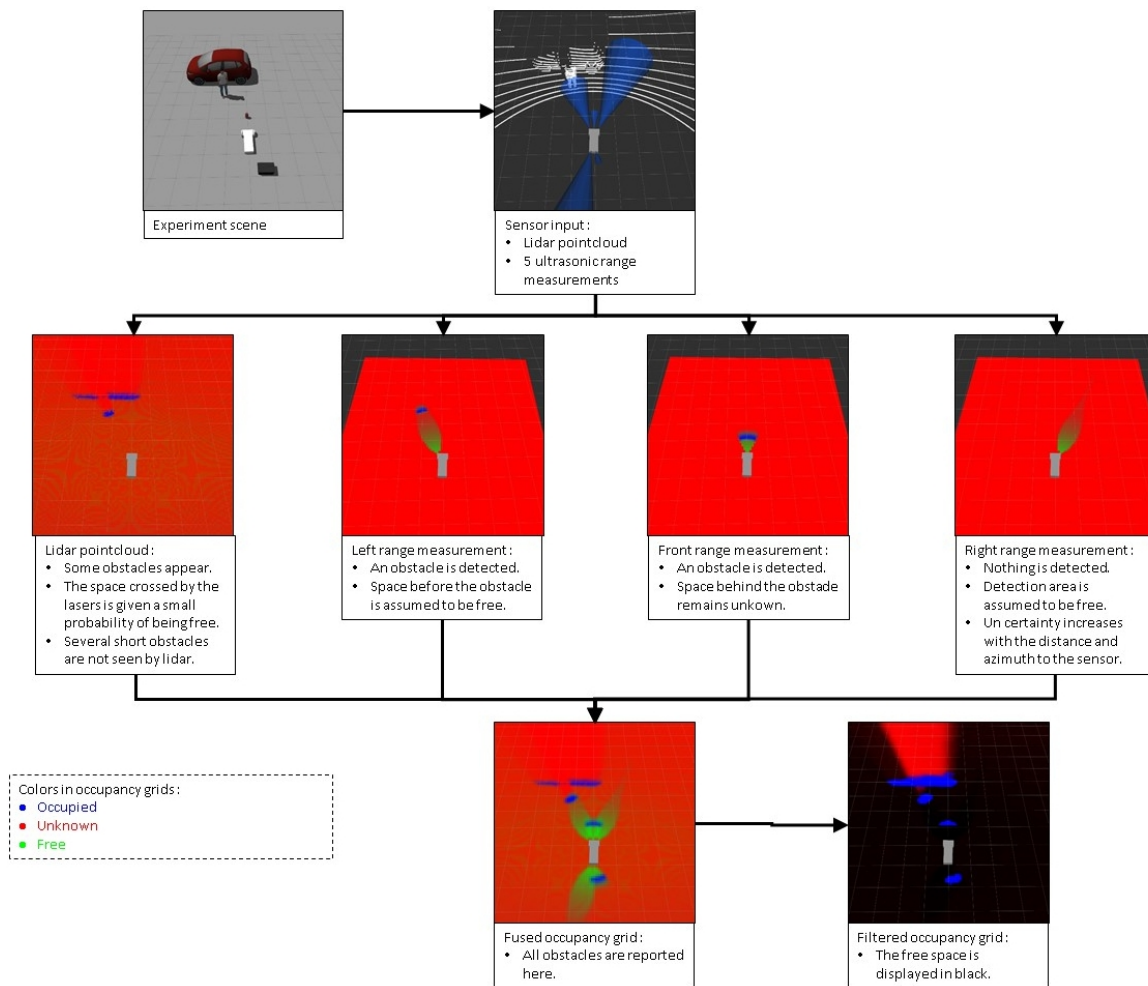 Experiment scene
Sensor input :
• Lidar pointcloud
• 5 ultrasonic range
measurements
Lidar pointcloud :
• Some obstacles appear.
• The space crossed by the
lasers is given a small
probability of being free.
• Several short obstacles
are not seen by lidar.
Left range measurement :
• An obstacle is detected.
• Space before the obstacle
is assumed to be free.
Front range measurement :
• An obstacle is detected.
• Space behind the obstacle
remains unkown.
Right range measurement :
• Nothing is detected.
• Detection area is
assumed to be free.
• Un certainty increases
with the distance and
azimuth to the sensor.
Colors in occupancy grids :
• Occupied
• Unknown
• Free
Fused occupancy grid :
• All obstacles are reported
here.
Filtered occupancy grid :
• The free space is
displayed in black.